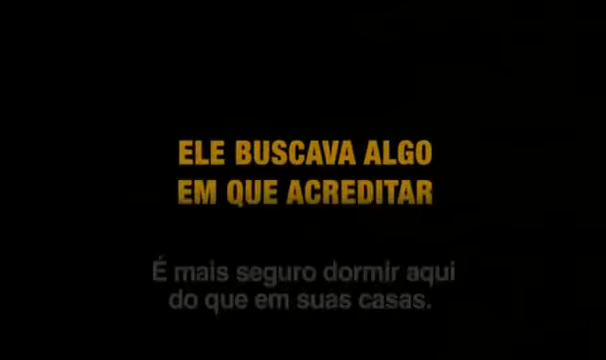 ELE BUSCAVA ALGO
EM QUE ACREDITAR
É mais seguro dormir aqui
do que em suas casas.